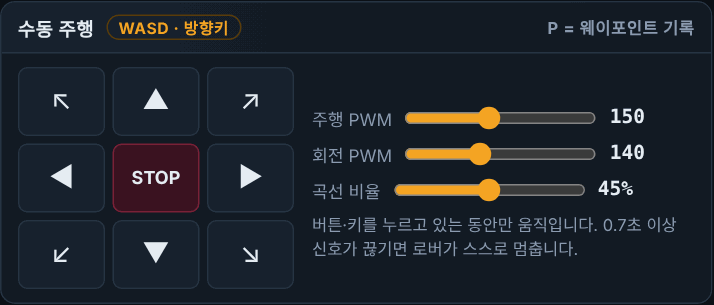 수동 주행 WASD · 방향키 P = 웨이포인트 기록
↖ ▲ ↗
◀ STOP ▶
↙ ▼ ↘
주행 PWM 150
회전 PWM 140
곡선 비율 45%
버튼·키를 누르고 있는 동안만 움직입니다. 0.7초 이상
신호가 끊기면 로버가 스스로 멈춥니다.